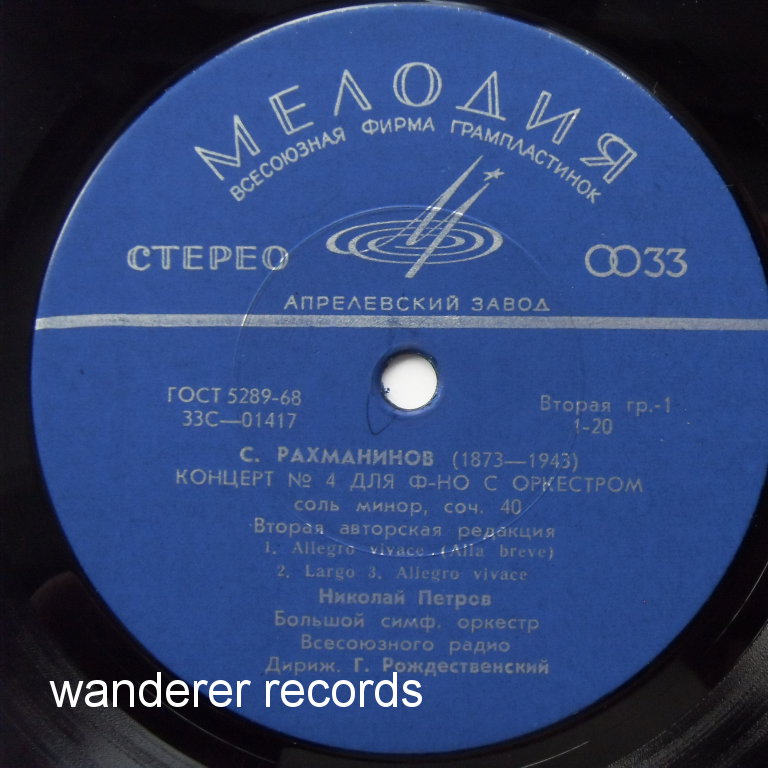 МЕЛОДИЯ
ВСЕСОЮЗНАЯ ФИРМА ГРАМПЛАСТИНОК
СТЕРЕО
33
АПРЕЛЕВСКИЙ ЗАВОД
ГОСТ 5289-68
Вторая гр.-1
33С—01417
1-20
С. РАХМАНИНОВ (1873—1943)
КОНЦЕРТ № 4 ДЛЯ Ф-НО С ОРКЕСТРОМ
соль минор, соч. 40
Вторая авторская редакция
1. Allegro vivace (Alla breve)
2. Largo 3. Allegro vivace
Николай Петров
Большой симф. оркестр
Всесоюзного радио
Дириж. Г. Рождественский
wanderer records